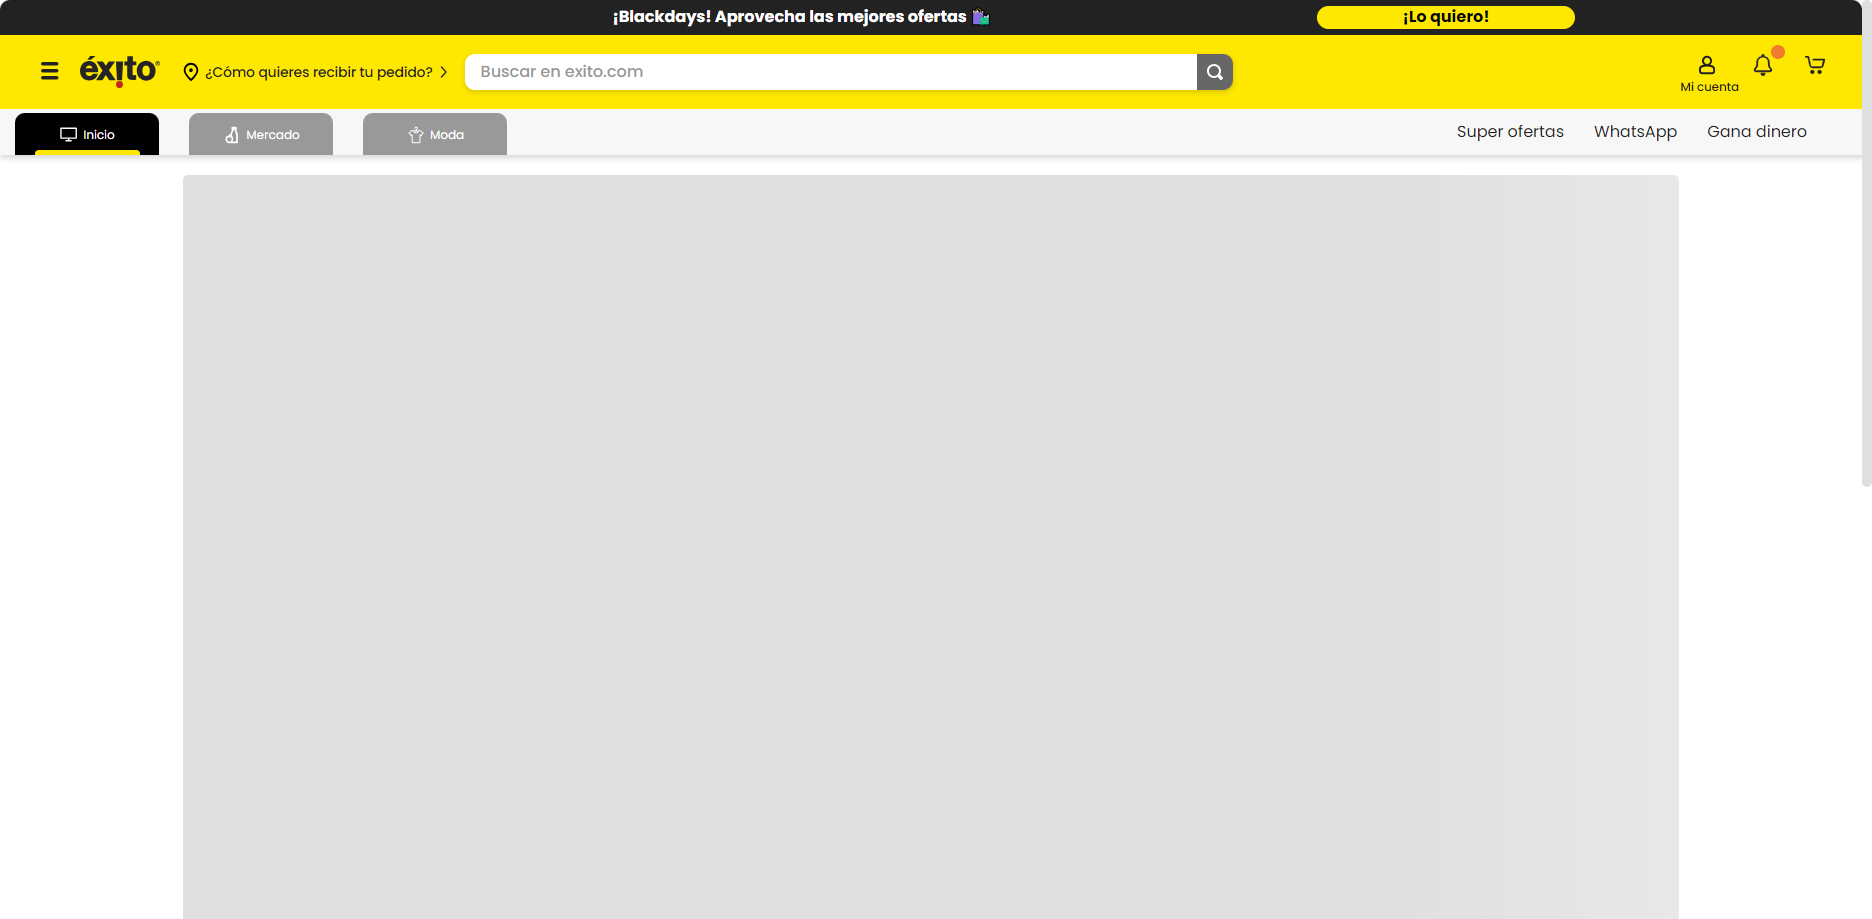 ¡Blackdays! Aprovecha las mejores ofertas 🛍️
¡Lo quiero!
éxito
¿Cómo quieres recibir tu pedido?
Buscar en exito.com
Mi cuenta
Inicio
Mercado
Moda
Super ofertas
WhatsApp
Gana dinero